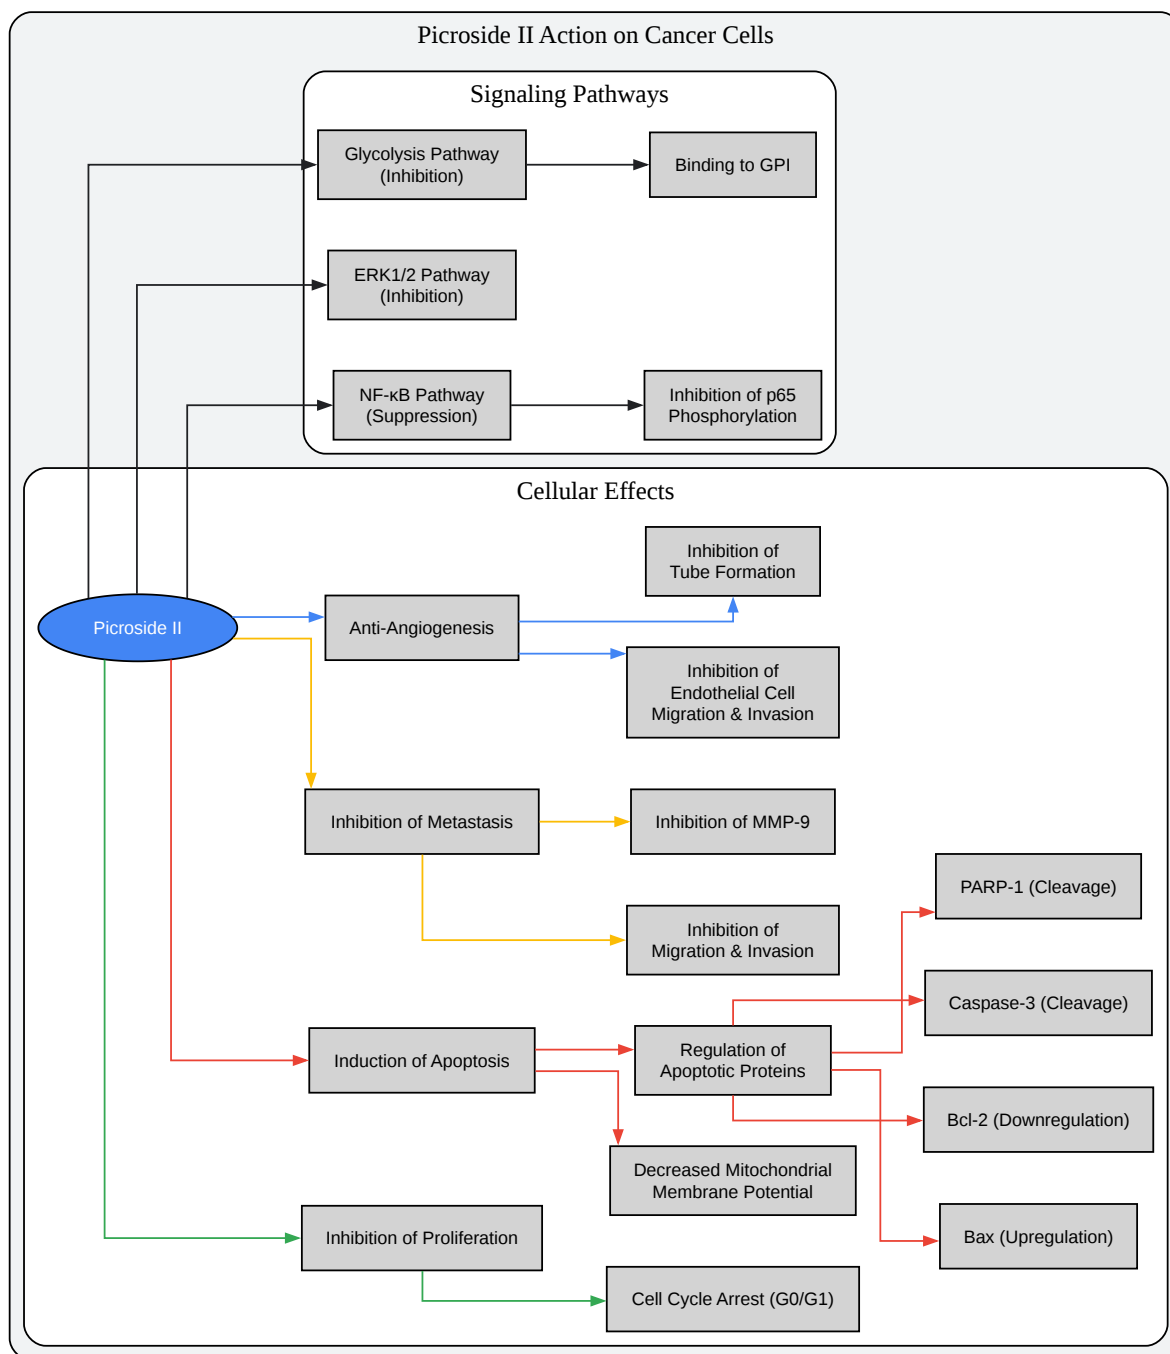 Picroside II Action on Cancer Cells
Signaling Pathways
Glycolysis Pathway
(Inhibition)
Binding to GPI
ERK1/2 Pathway
(Inhibition)
NF-κB Pathway
(Suppression)
Inhibition of p65
Phosphorylation
Cellular Effects
Inhibition of
Tube Formation
Picroside II
Anti-Angiogenesis
Inhibition of
Endothelial Cell
Migration & Invasion
Inhibition of Metastasis
Inhibition of MMP-9
PARP-1 (Cleavage)
Inhibition of
Migration & Invasion
Caspase-3 (Cleavage)
Induction of Apoptosis
Regulation of
Apoptotic Proteins
Bcl-2 (Downregulation)
Decreased Mitochondrial
Membrane Potential
Inhibition of Proliferation
Bax (Upregulation)
Cell Cycle Arrest (G0/G1)